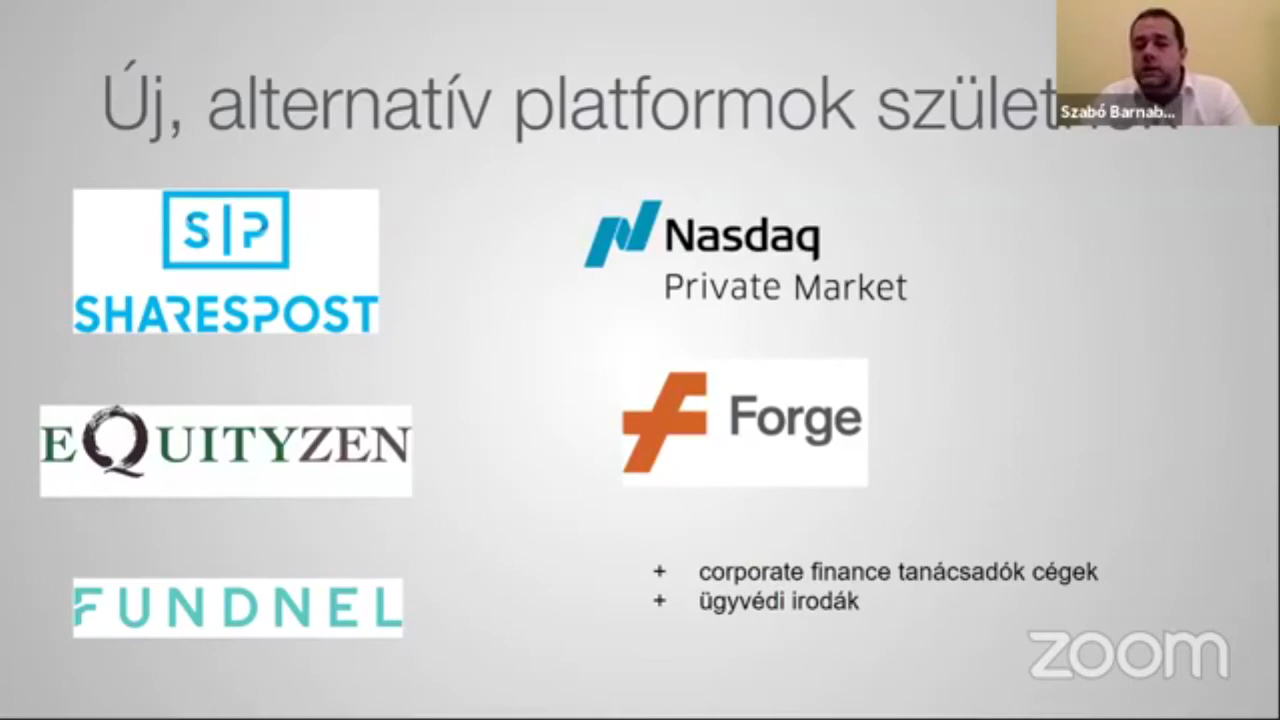 Új, alternatív platformok születnek
Szabó Barnab...
S|P
SHARESPOST
Nasdaq
Private Market
EQUITYZEN
Forge
FUNDNEL
+ corporate finance tanácsadók cégek
+ ügyvédi irodák
zoom